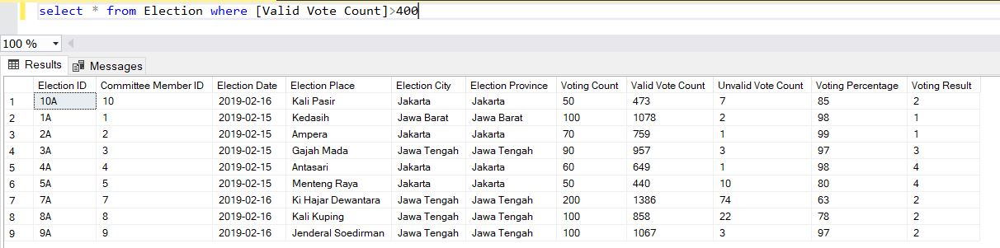 select * from Election where [Valid Vote Count]>400
100 %
Results Messages
Election ID Committee Member ID Election Date Election Place Election City Election Province Voting Count Valid Vote Count Unvalid Vote Count Voting Percentage Voting Result
1 10A 10 2019-02-16 Kali Pasir Jakarta Jakarta 50 473 7 85 2
2 1A 1 2019-02-15 Kedasih Jawa Barat Jawa Barat 100 1078 2 98 1
3 2A 2 2019-02-15 Ampera Jakarta Jakarta 70 759 1 99 1
4 3A 3 2019-02-15 Gajah Mada Jawa Tengah Jawa Tengah 90 957 3 97 3
5 4A 4 2019-02-15 Antasari Jakarta Jakarta 60 649 1 98 4
6 5A 5 2019-02-15 Menteng Raya Jakarta Jakarta 50 440 10 80 4
7 7A 7 2019-02-16 Ki Hajar Dewantara Jawa Tengah Jawa Tengah 200 1386 74 63 2
8 8A 8 2019-02-16 Kali Kuping Jawa Tengah Jawa Tengah 100 858 22 78 2
9 9A 9 2019-02-16 Jenderal Soedirman Jawa Tengah Jawa Tengah 100 1067 3 97 2